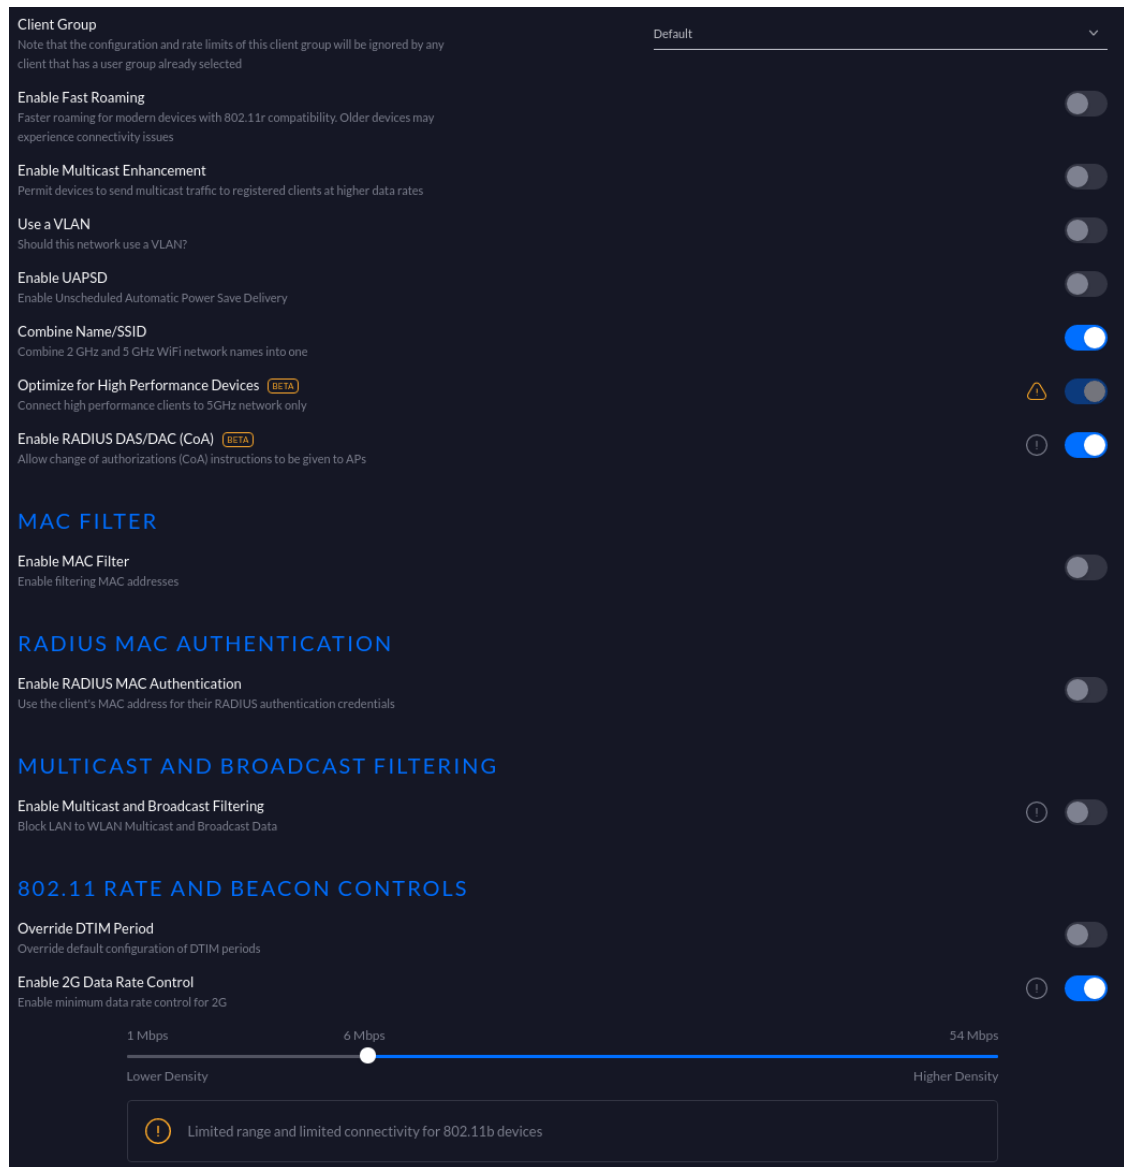 Client Group
Note that the configuration and rate limits of this client group will be ignored by any
client that has a user group already selected
Default
Enable Fast Roaming
Faster roaming for modern devices with 802.11r compatibility. Older devices may
experience connectivity issues
Enable Multicast Enhancement
Permit devices to send multicast traffic to registered clients at higher data rates
Use a VLAN
Should this network use a VLAN?
Enable UAPSD
Enable Unscheduled Automatic Power Save Delivery
Combine Name/SSID
Combine 2 GHz and 5 GHz WiFi network names into one
Optimize for High Performance Devices BETA
Connect high performance clients to 5GHz network only
Enable RADIUS DAS/DAC (CoA) BETA
Allow change of authorizations (CoA) instructions to be given to APs
MAC FILTER
Enable MAC Filter
Enable filtering MAC addresses
RADIUS MAC AUTHENTICATION
Enable RADIUS MAC Authentication
Use the client's MAC address for their RADIUS authentication credentials
MULTICAST AND BROADCAST FILTERING
Enable Multicast and Broadcast Filtering
Block LAN to WLAN Multicast and Broadcast Data
802.11 RATE AND BEACON CONTROLS
Override DTIM Period
Override default configuration of DTIM periods
Enable 2G Data Rate Control
Enable minimum data rate control for 2G
1 Mbps 6 Mbps 54 Mbps
Lower Density Higher Density
Limited range and limited connectivity for 802.11b devices